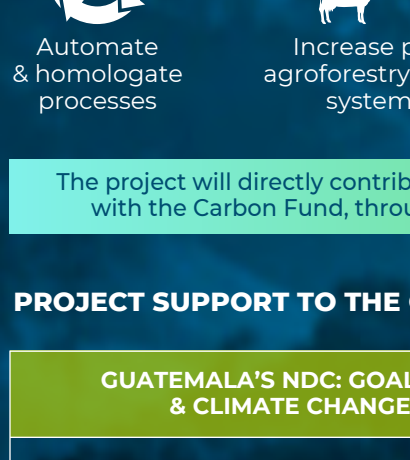 Automate
& homologate
processes
Increase
agroforestry
system
The project will directly contrib
with the Carbon Fund, throu
PROJECT SUPPORT TO THE
GUATEMALA'S NDC: GOAL
& CLIMATE CHANGE